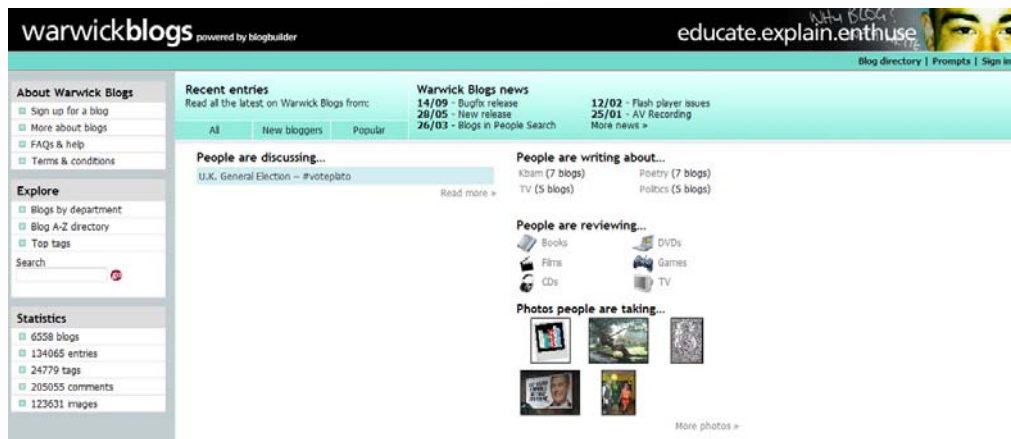 warwickblogs powered by blogbuilder
WHY BLOG?
educate.explain.enthuse
Blog directory | Prompts | Sign in
About Warwick Blogs
Sign up for a blog
More about blogs
FAQs & help
Terms & conditions
Explore
Blogs by department
Blog A-Z directory
Top tags
Search
go
Statistics
6558 blogs
134065 entries
24779 tags
205055 comments
123631 images
Recent entries
Read all the latest on Warwick Blogs from:
All New bloggers Popular
Warwick Blogs news
14/09 - Bugfix release
28/05 - New release
26/03 - Blogs in People Search
12/02 - Flash player issues
25/01 - AV Recording
More news »
People are discussing...
U.K. General Election – #voteplato
Read more »
People are writing about...
Kbam (7 blogs) Poetry (7 blogs)
TV (5 blogs) Politics (5 blogs)
People are reviewing...
Books DVDs
Films Games
CDs TV
Photos people are taking...
More photos »